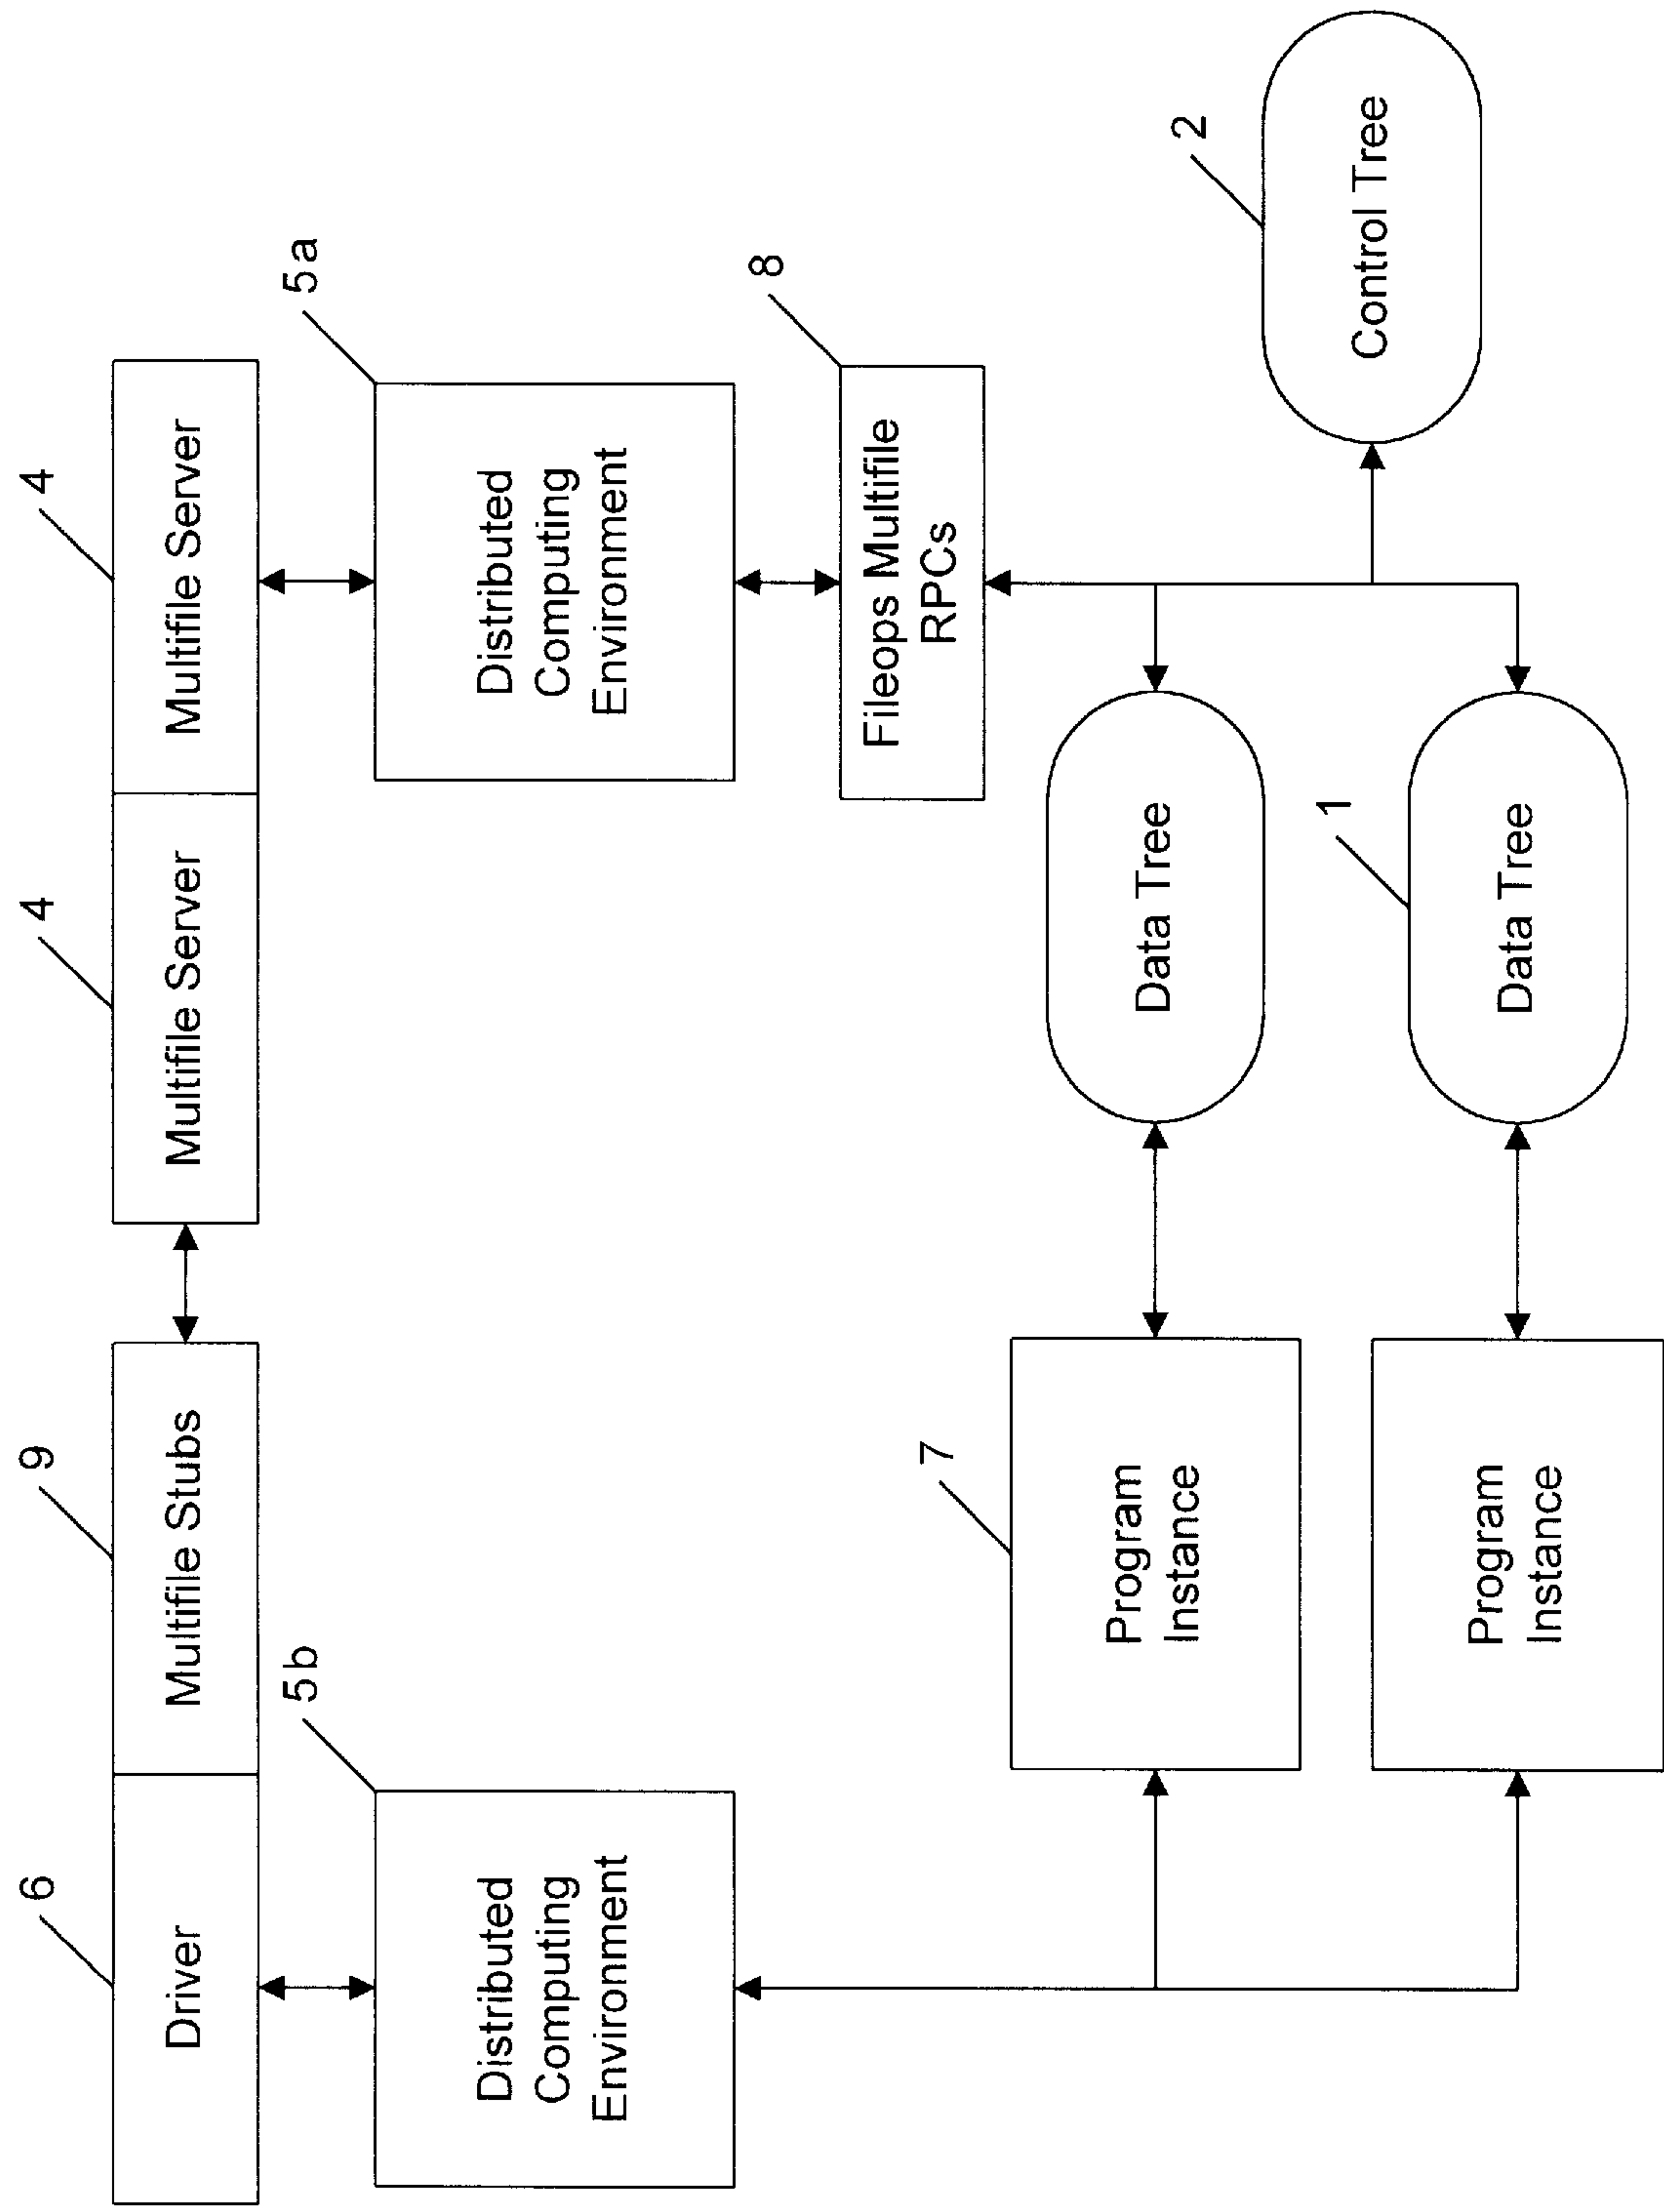 6
9
4
4
Driver
Multifile Stubs
Multifile Server
Multifile Server
5b
5a
Distributed
Computing
Environment
Distributed
Computing
Environment
8
Fileops Multifile
RPCs
7
Program
Instance
Data Tree
2
Control Tree
1
Program
Instance
Data Tree